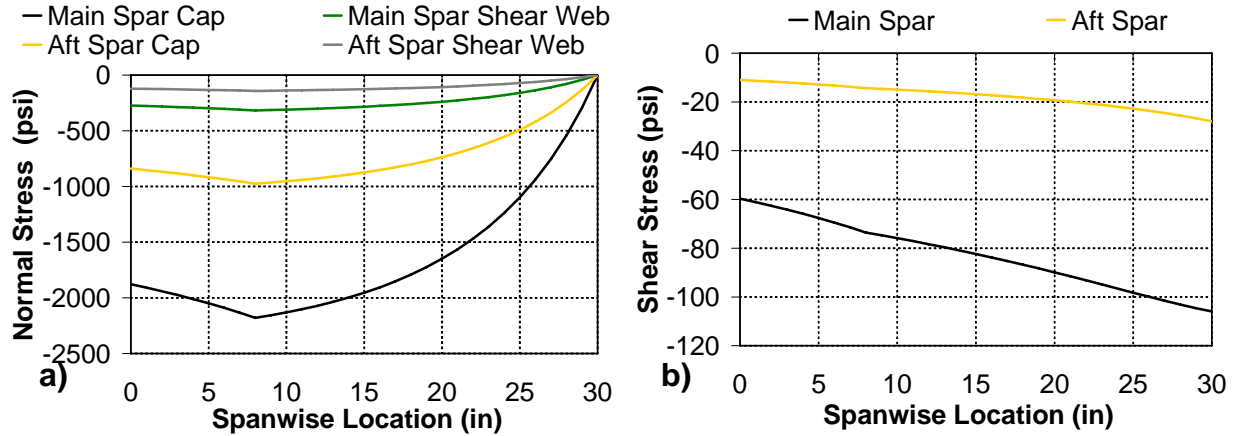 Main Spar Cap
Main Spar Shear Web
Aft Spar Cap
Aft Spar Shear Web
Normal Stress (psi)
0
-500
-1000
-1500
-2000
-2500
0 5 10 15 20 25 30
Spanwise Location (in)
a)
Main Spar
Aft Spar
Shear Stress (psi)
0
-20
-40
-60
-80
-100
-120
0 5 10 15 20 25 30
Spanwise Location (in)
b)